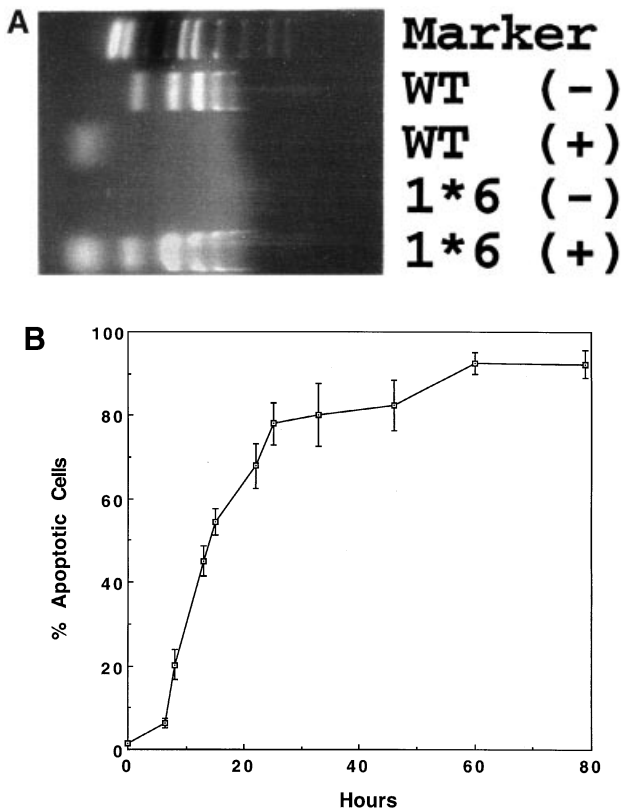 A
Marker
WT (-)
WT (+)
1*6 (-)
1*6 (+)
B
100
80
60
40
20
0
% Apoptotic Cells
0 20 40 60 80
Hours